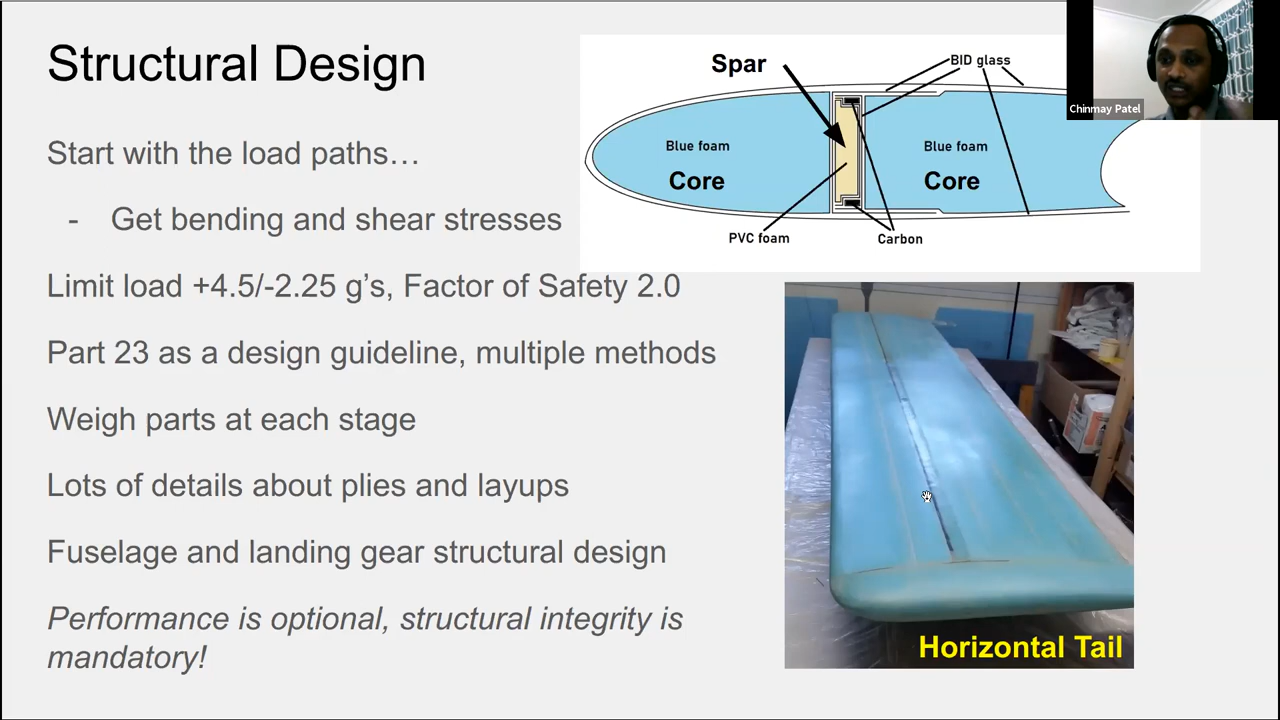 Structural Design
Start with the load paths…
- Get bending and shear stresses
Limit load +4.5/-2.25 g’s, Factor of Safety 2.0
Part 23 as a design guideline, multiple methods
Weigh parts at each stage
Lots of details about plies and layups
Fuselage and landing gear structural design
Performance is optional, structural integrity is
mandatory!
Spar
BID glass
Blue foam
Core
Blue foam
Core
PVC foam
Carbon
Chinmay Patel
Horizontal Tail